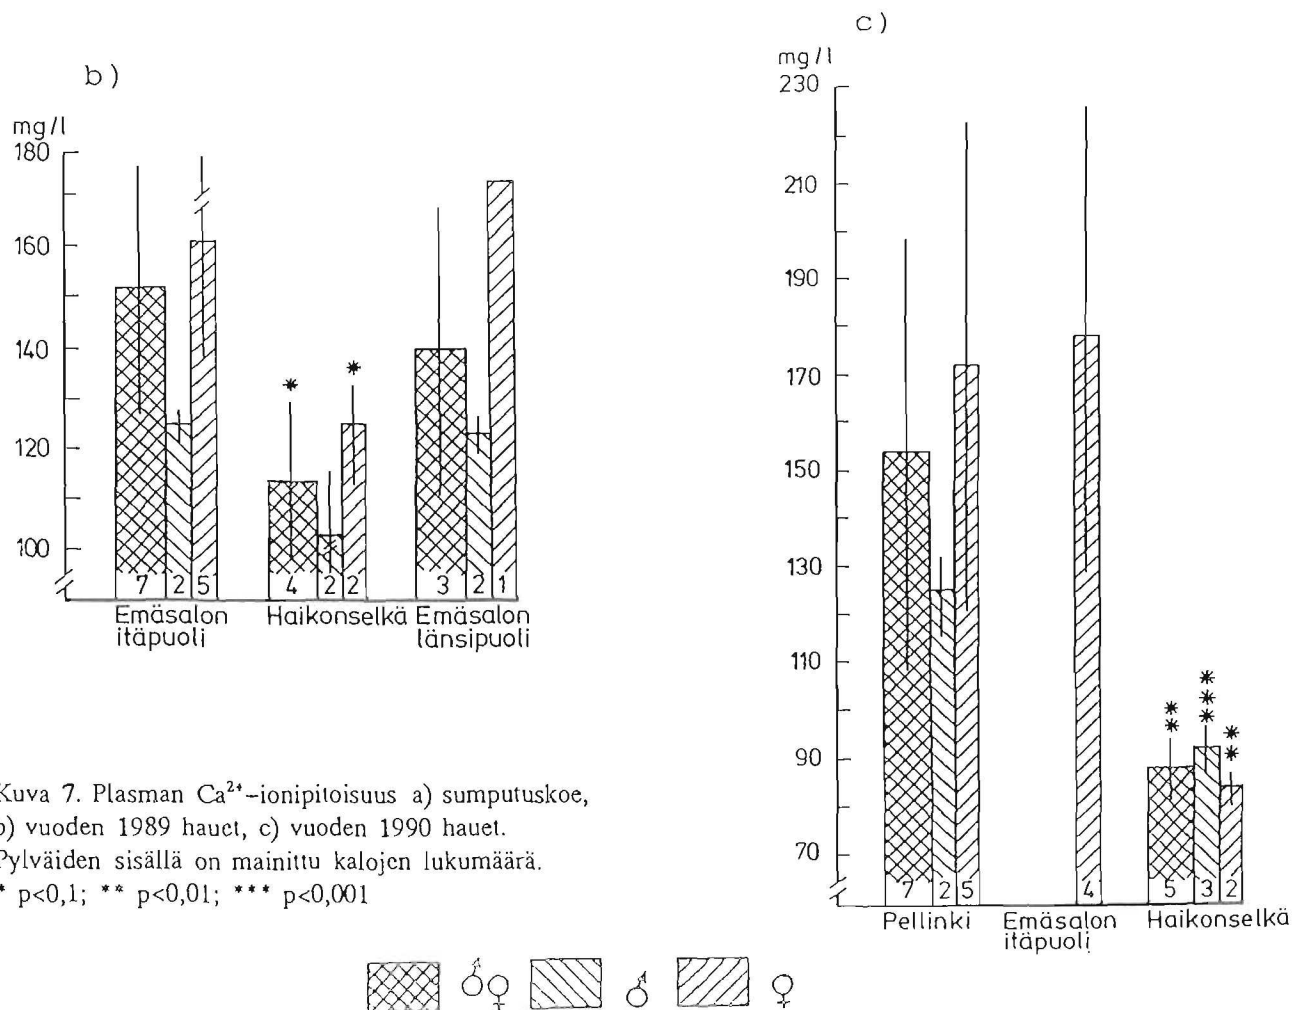 b)
mg/l
180
160
140
120
100
7 2 5
4 2 2
3 2 1
Emäsalon
itäpuoli
Haikonselkä
Emäsalon
länsipuoli
c)
mg/l
230
210
190
170
150
130
110
90
70
7 2 5
4
5 3 2
Pellinki
Emäsalon
itäpuoli
Haikonselkä
Kuva 7. Plasman Ca²⁺-ionipitoisuus a) sumputuskoe,
b) vuoden 1989 hauet, c) vuoden 1990 hauet.
Pylväiden sisällä on mainittu kalojen lukumäärä.
* p<0,1; ** p<0,01; *** p<0,001
♂♀ ♂ ♀